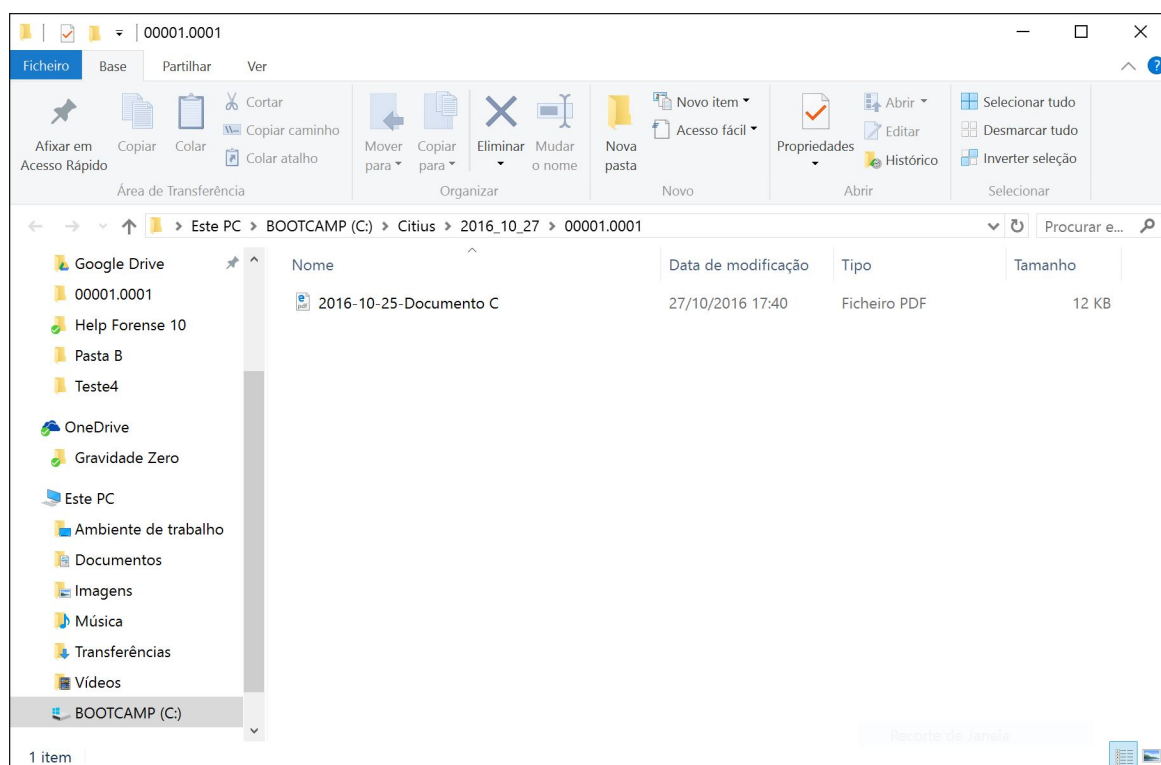 00001.0001
Ficheiro Base Partilhar Ver
Afixar em Acesso Rápido
Copiar
Colar
Cortar
Copiar caminho
Colar atalho
Área de Transferência
Mover para
Copiar para
Eliminar
Mudar o nome
Organizar
Nova pasta
Novo item
Acesso fácil
Novo
Propriedades
Abrir
Editar
Histórico
Abrir
Selecionar tudo
Desmarcar tudo
Inverter seleção
Selecionar
Este PC > BOOTCAMP (C:) > Citius > 2016_10_27 > 00001.0001
Procurar e...
Nome Data de modificação Tipo Tamanho
2016-10-25-Documento C 27/10/2016 17:40 Ficheiro PDF 12 KB
Google Drive
00001.0001
Help Forense 10
Pasta B
Teste4
OneDrive
Gravidade Zero
Este PC
Ambiente de trabalho
Documentos
Imagens
Música
Transferências
Vídeos
BOOTCAMP (C:)
Recorte de Janela
1 item